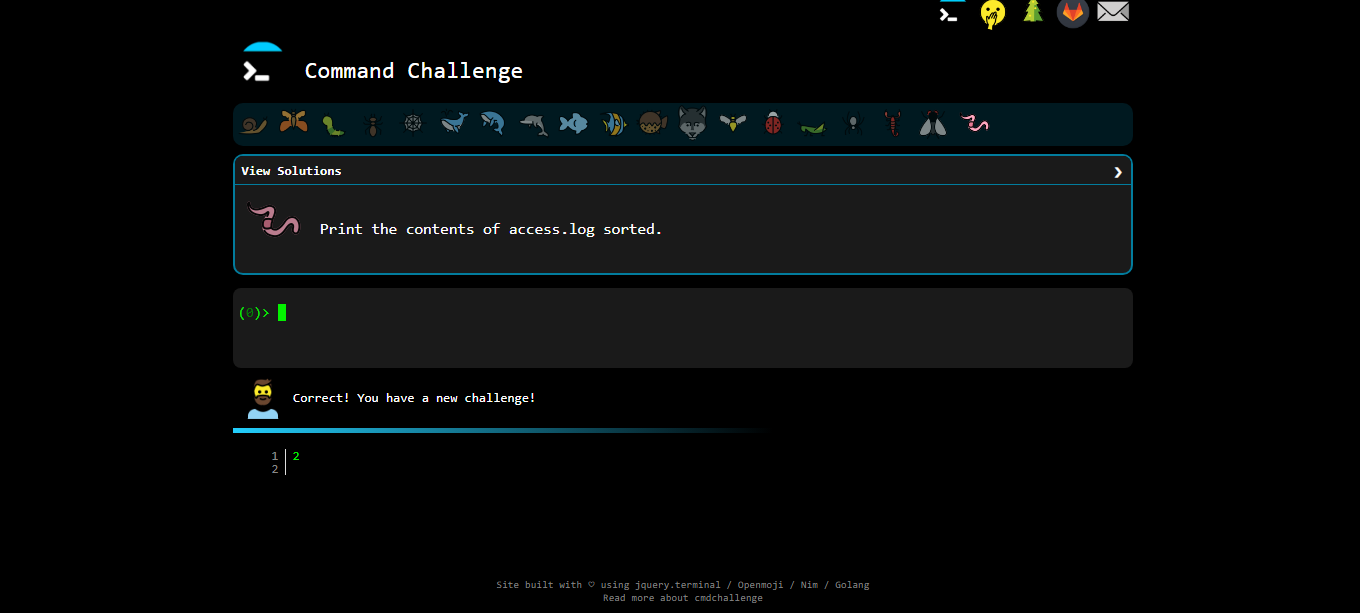 Command Challenge
View Solutions
Print the contents of access.log sorted.
(0)>
Correct! You have a new challenge!
1 2
2
Site built with ♡ using jquery.terminal / Openmoji / Nim / Golang
Read more about cmdchallenge